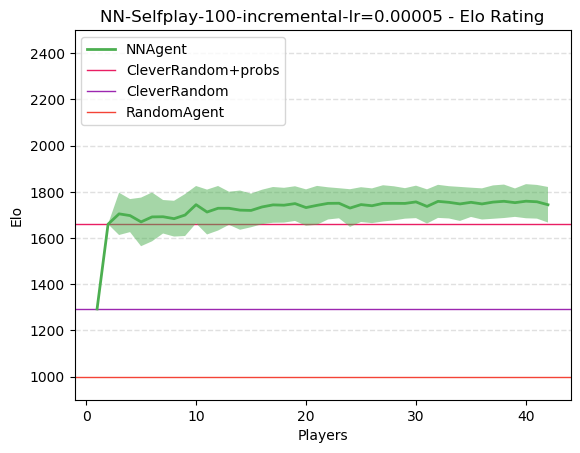 NN-Selfplay-100-incremental-lr=0.00005 - Elo Rating
NNAgent
CleverRandom+probs
CleverRandom
RandomAgent
2400
2200
2000
1800
1600
1400
1200
1000
Elo
0
10
20
30
40
Players